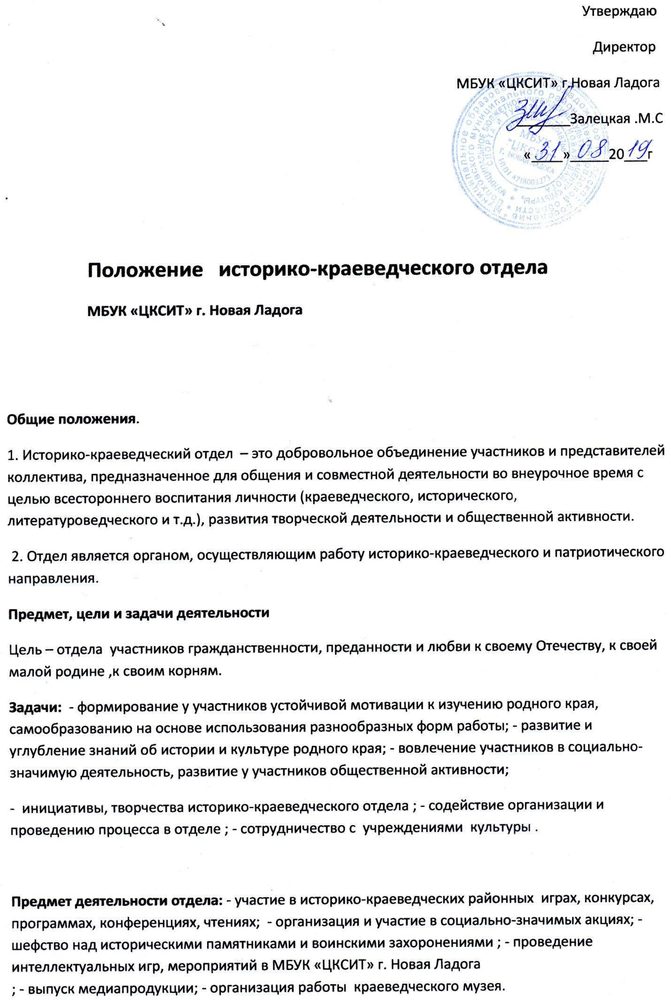 Утверждаю
Директор
МБУК «ЦКСИТ» г.Новая Ладога
Залецкая .М.С
«31» 08 2019г
МБУК
"ЦКСИТ"
г. НОВАЯ ЛАДОГА
ИНН 4718002275
Положение историко-краеведческого отдела
МБУК «ЦКСИТ» г. Новая Ладога
Общие положения.
1. Историко-краеведческий отдел – это добровольное объединение участников и представителей
коллектива, предназначенное для общения и совместной деятельности во внеурочное время с
целью всестороннего воспитания личности (краеведческого, исторического,
литературоведческого и т.д.), развития творческой деятельности и общественной активности.
2. Отдел является органом, осуществляющим работу историко-краеведческого и патриотического
направления.
Предмет, цели и задачи деятельности
Цель – отдела участников гражданственности, преданности и любви к своему Отечеству, к своей
малой родине ,к своим корням.
Задачи: - формирование у участников устойчивой мотивации к изучению родного края,
самообразованию на основе использования разнообразных форм работы; - развитие и
углубление знаний об истории и культуре родного края; - вовлечение участников в социально-
значимую деятельность, развитие у участников общественной активности;
- инициативы, творчества историко-краеведческого отдела ; - содействие организации и
проведению процесса в отделе ; - сотрудничество с учреждениями культуры .
Предмет деятельности отдела: - участие в историко-краеведческих районных играх, конкурсах,
программах, конференциях, чтениях; - организация и участие в социально-значимых акциях; -
шефство над историческими памятниками и воинскими захоронениями ; - проведение
интеллектуальных игр, мероприятий в МБУК «ЦКСИТ» г. Новая Ладога
; - выпуск медиапродукции; - организация работы краеведческого музея.